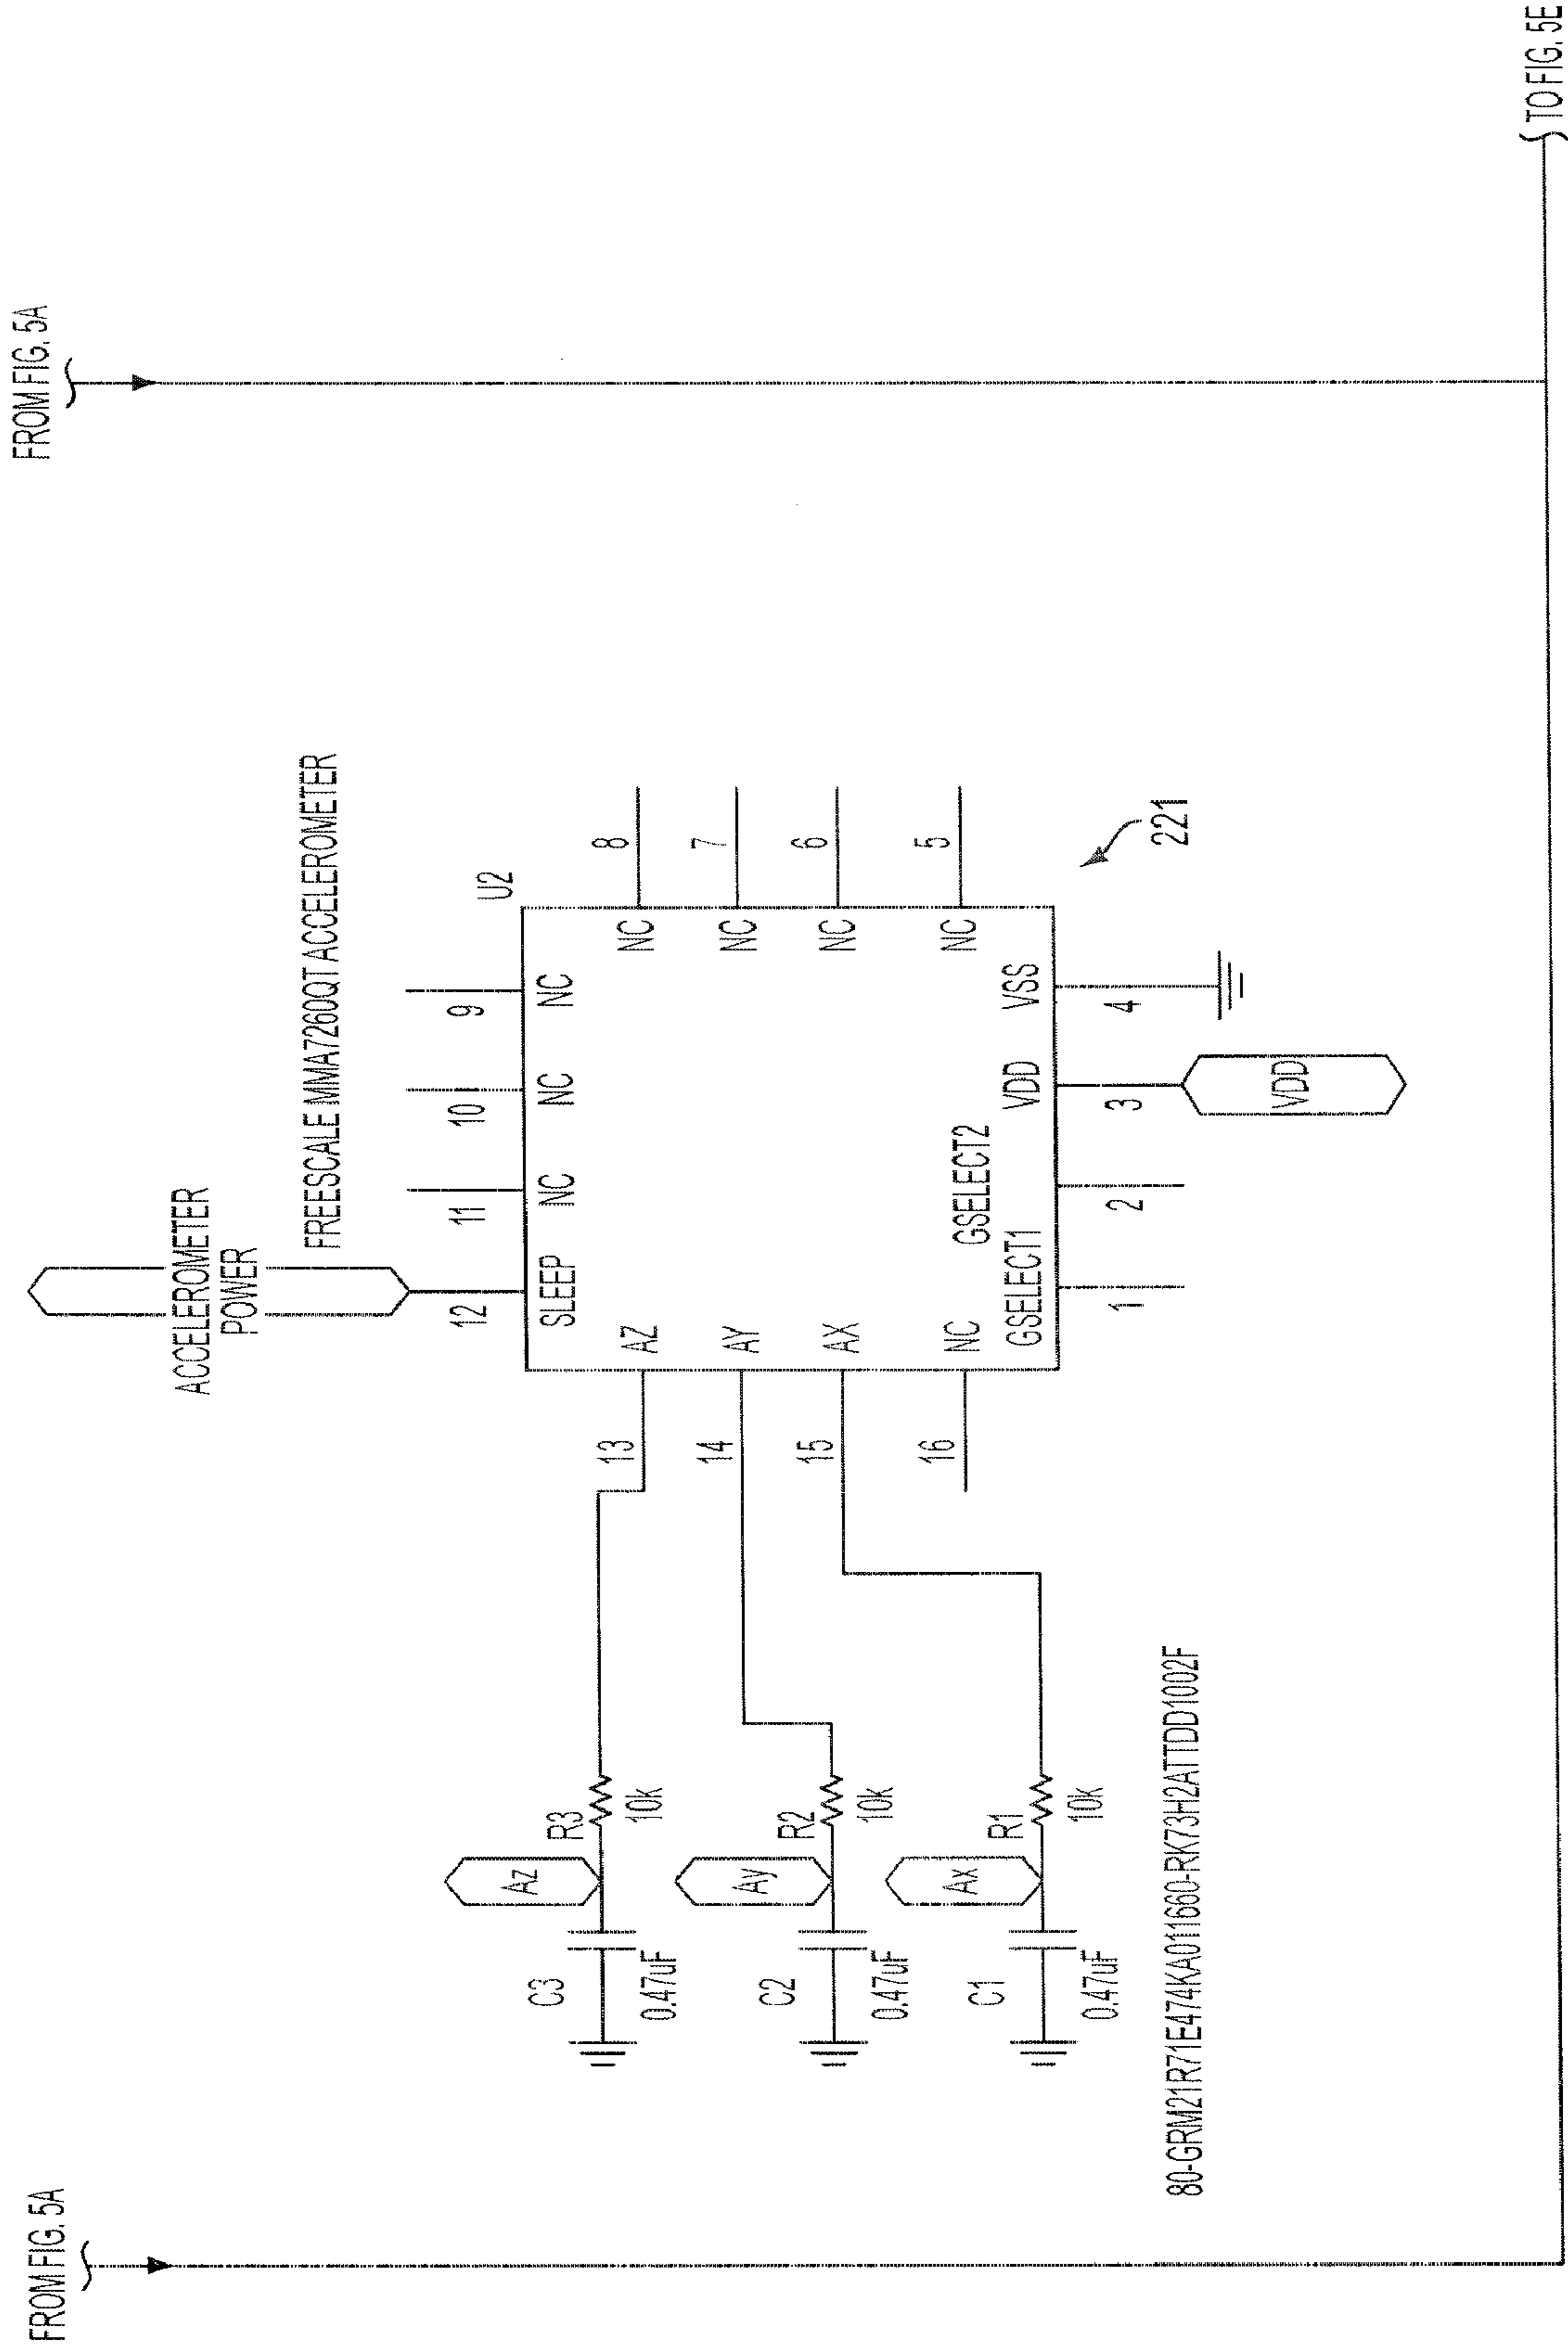 FROM FIG. 5A
FROM FIG. 5A
ACCELEROMETER
POWER
FREESCALE MMA7260QT ACCELEROMETER
U2
12
11
10
9
SLEEP
NC
NC
NC
13
AZ
NC
8
14
AY
NC
7
15
AX
NC
6
16
NC
NC
5
GSELECT1
GSELECT2
VDD
VSS
1
2
3
4
VDD
221
Az
R3
10k
C3
0.47uF
Ay
R2
10k
C2
0.47uF
Ax
R1
10k
C1
0.47uF
80-GRM21R71E474KA011660-RK73H2ATTDD1002F
TO FIG. 5E